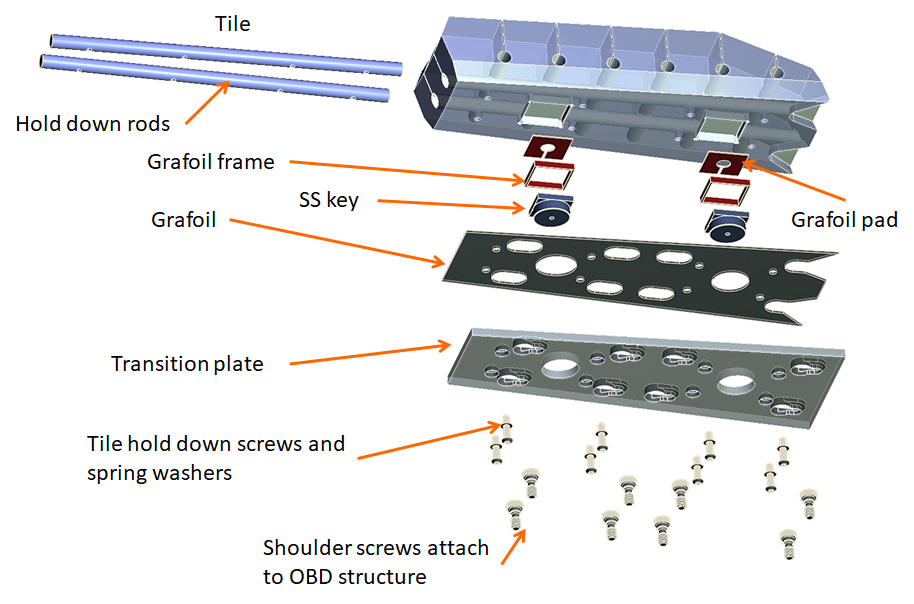 Tile
Hold down rods
Grafoil frame
SS key
Grafoil
Grafoil pad
Transition plate
Tile hold down screws and
spring washers
Shoulder screws attach
to OBD structure